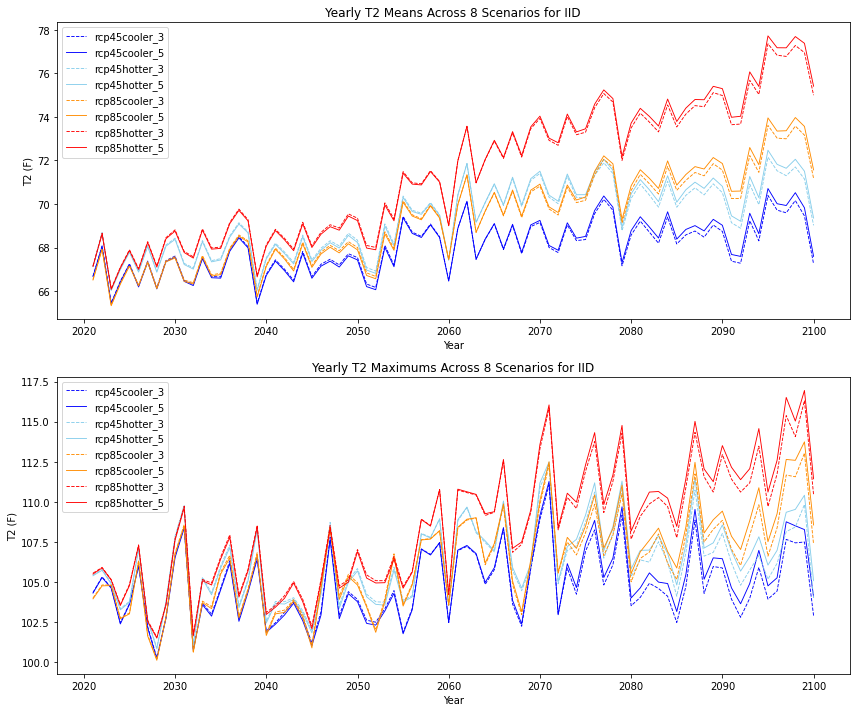 Yearly T2 Means Across 8 Scenarios for IID
78
76
74
72
70
68
66
T2 (F)
rcp45cooler_3
rcp45cooler_5
rcp45hotter_3
rcp45hotter_5
rcp85cooler_3
rcp85cooler_5
rcp85hotter_3
rcp85hotter_5
2020 2030 2040 2050 2060 2070 2080 2090 2100
Year
Yearly T2 Maximums Across 8 Scenarios for IID
117.5
115.0
112.5
110.0
107.5
105.0
102.5
100.0
T2 (F)
rcp45cooler_3
rcp45cooler_5
rcp45hotter_3
rcp45hotter_5
rcp85cooler_3
rcp85cooler_5
rcp85hotter_3
rcp85hotter_5
2020 2030 2040 2050 2060 2070 2080 2090 2100
Year